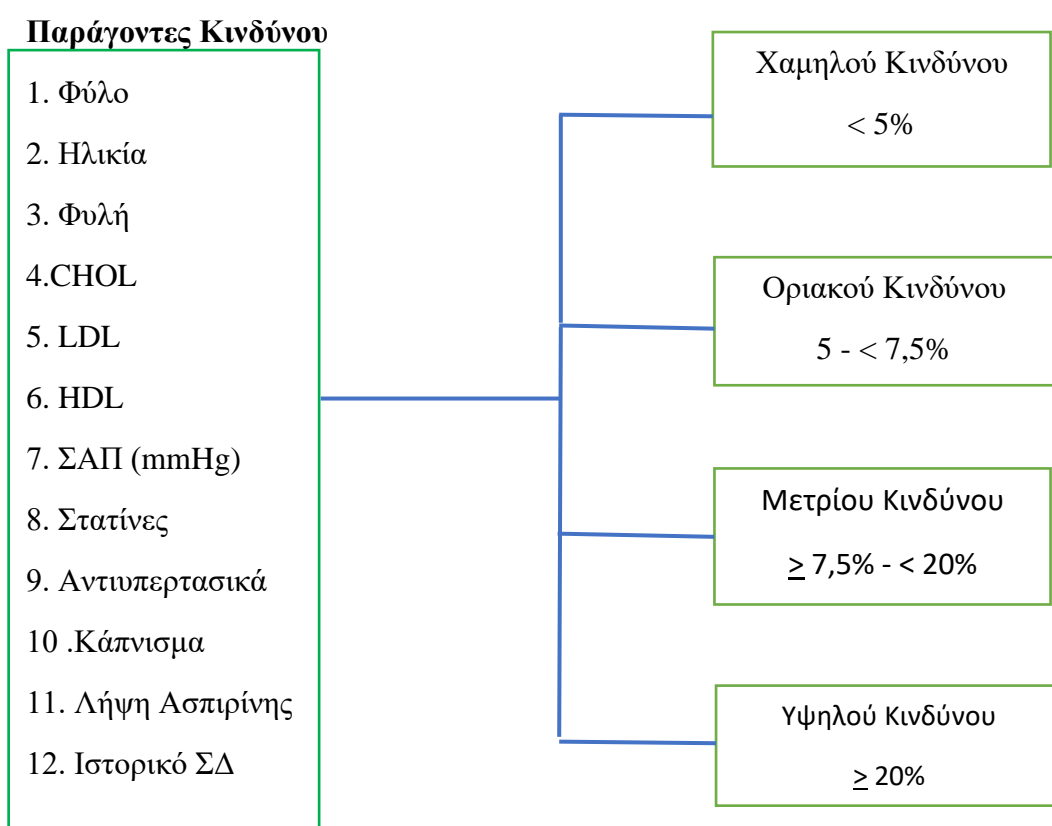 Παράγοντες Κινδύνου
1. Φύλο
2. Ηλικία
3. Φυλή
4.CHOL
5. LDL
6. HDL
7. ΣΑΠ (mmHg)
8. Στατίνες
9. Αντιυπερτασικά
10 .Κάπνισμα
11. Λήψη Ασπιρίνης
12. Ιστορικό ΣΔ
Χαμηλού Κινδύνου
< 5%
Οριακού Κινδύνου
5 - < 7,5%
Μετρίου Κινδύνου
≥ 7,5% - < 20%
Υψηλού Κινδύνου
≥ 20%